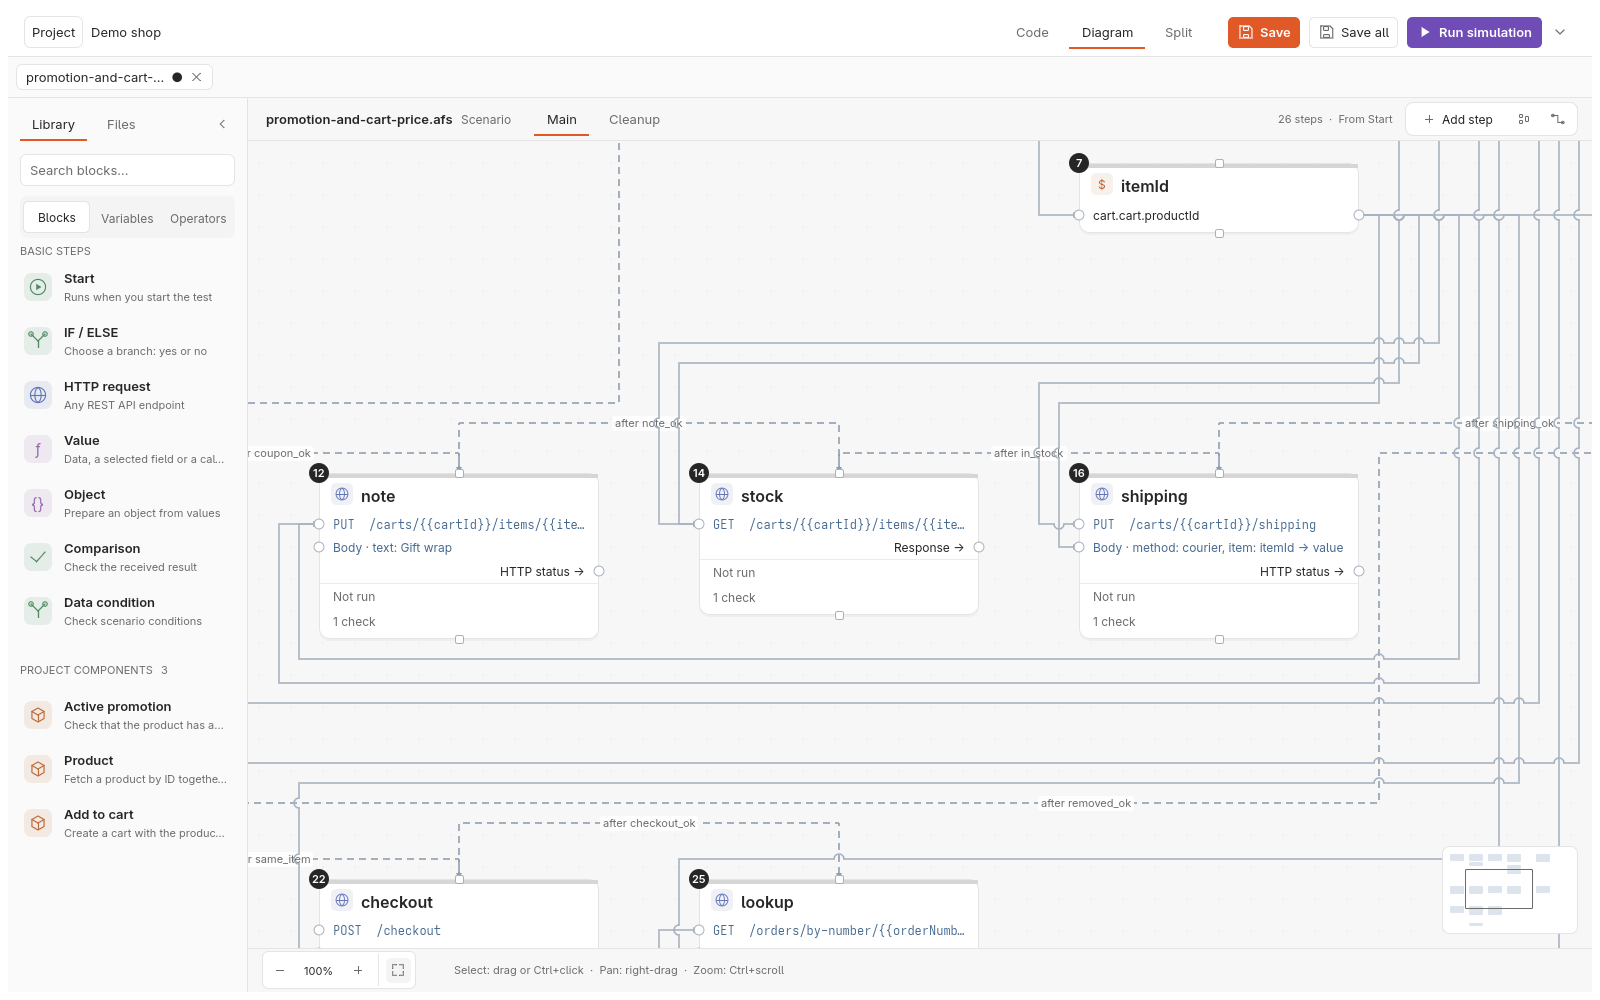 Project
Demo shop
Code
Diagram
Split
Save
Save all
Run simulation
promotion-and-cart-...
Library
Files
promotion-and-cart-price.afs
Scenario
Main
Cleanup
26 steps · From Start
Add step
Search blocks...
Blocks
Variables
Operators
BASIC STEPS
Start
Runs when you start the test
IF / ELSE
Choose a branch: yes or no
HTTP request
Any REST API endpoint
Value
Data, a selected field or a cal...
Object
Prepare an object from values
Comparison
Check the received result
Data condition
Check scenario conditions
PROJECT COMPONENTS 3
Active promotion
Check that the product has a...
Product
Fetch a product by ID togethe...
Add to cart
Create a cart with the produc...
7
$
itemId
cart.cart.productId
after note_ok
after shipping_ok
r coupon_ok
after in_stock
12
note
PUT /carts/{{cartId}}/items/{{ite…
Body · text: Gift wrap
HTTP status →
Not run
1 check
14
stock
GET /carts/{{cartId}}/items/{{ite…
Response →
Not run
1 check
16
shipping
PUT /carts/{{cartId}}/shipping
Body · method: courier, item: itemId → value
HTTP status →
Not run
1 check
after removed_ok
after checkout_ok
r same_item
22
checkout
POST /checkout
25
lookup
GET /orders/by-number/{{orderNumb…
100%
Select: drag or Ctrl+click · Pan: right-drag · Zoom: Ctrl+scroll